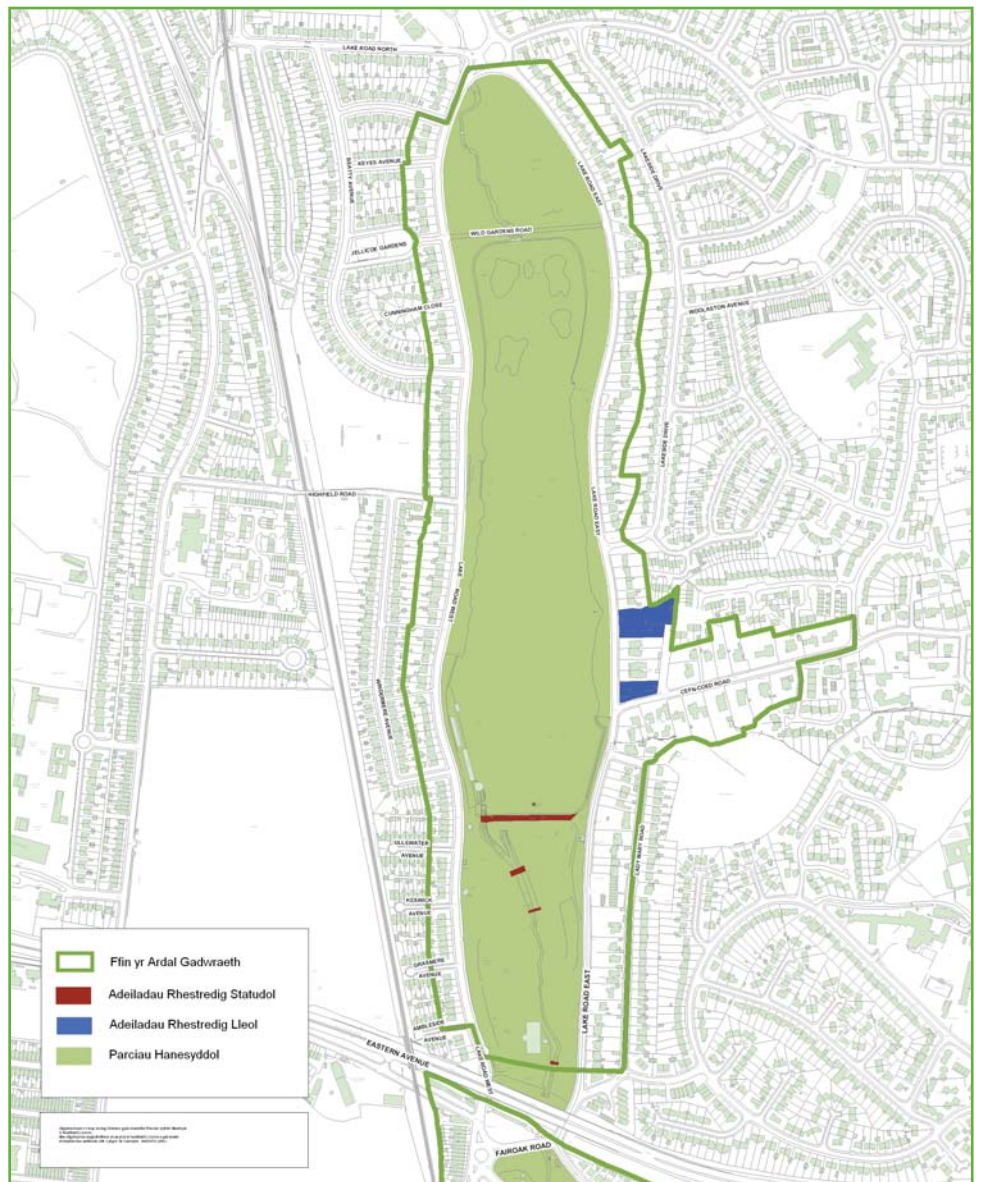 LAKE ROAD NORTH
KEYES AVENUE
BEATTY AVENUE
LAKE ROAD EAST
LAKESIDE DRIVE
WILD GARDENS ROAD
JELLICOE GARDENS
CUNNINGHAM CLOSE
WOOLASTON AVENUE
LAKESIDE DRIVE
HIGHFIELD ROAD
LAKE ROAD EAST
LAKE ROAD WEST
WINDERMERE AVENUE
CEFN COED ROAD
LADY MARY ROAD
ULLSWATER
AVENUE
KESWICK
AVENUE
GRASMERE
AVENUE
AMBLESIDE
AVENUE
LAKE ROAD EAST
LAKE ROAD WEST
EASTERN AVENUE
FAIROAK ROAD
Ffin yr Ardal Gadwraeth
Adeiladau Rhestredig Statudol
Adeiladau Rhestredig Lleol
Parciau Hanesyddol